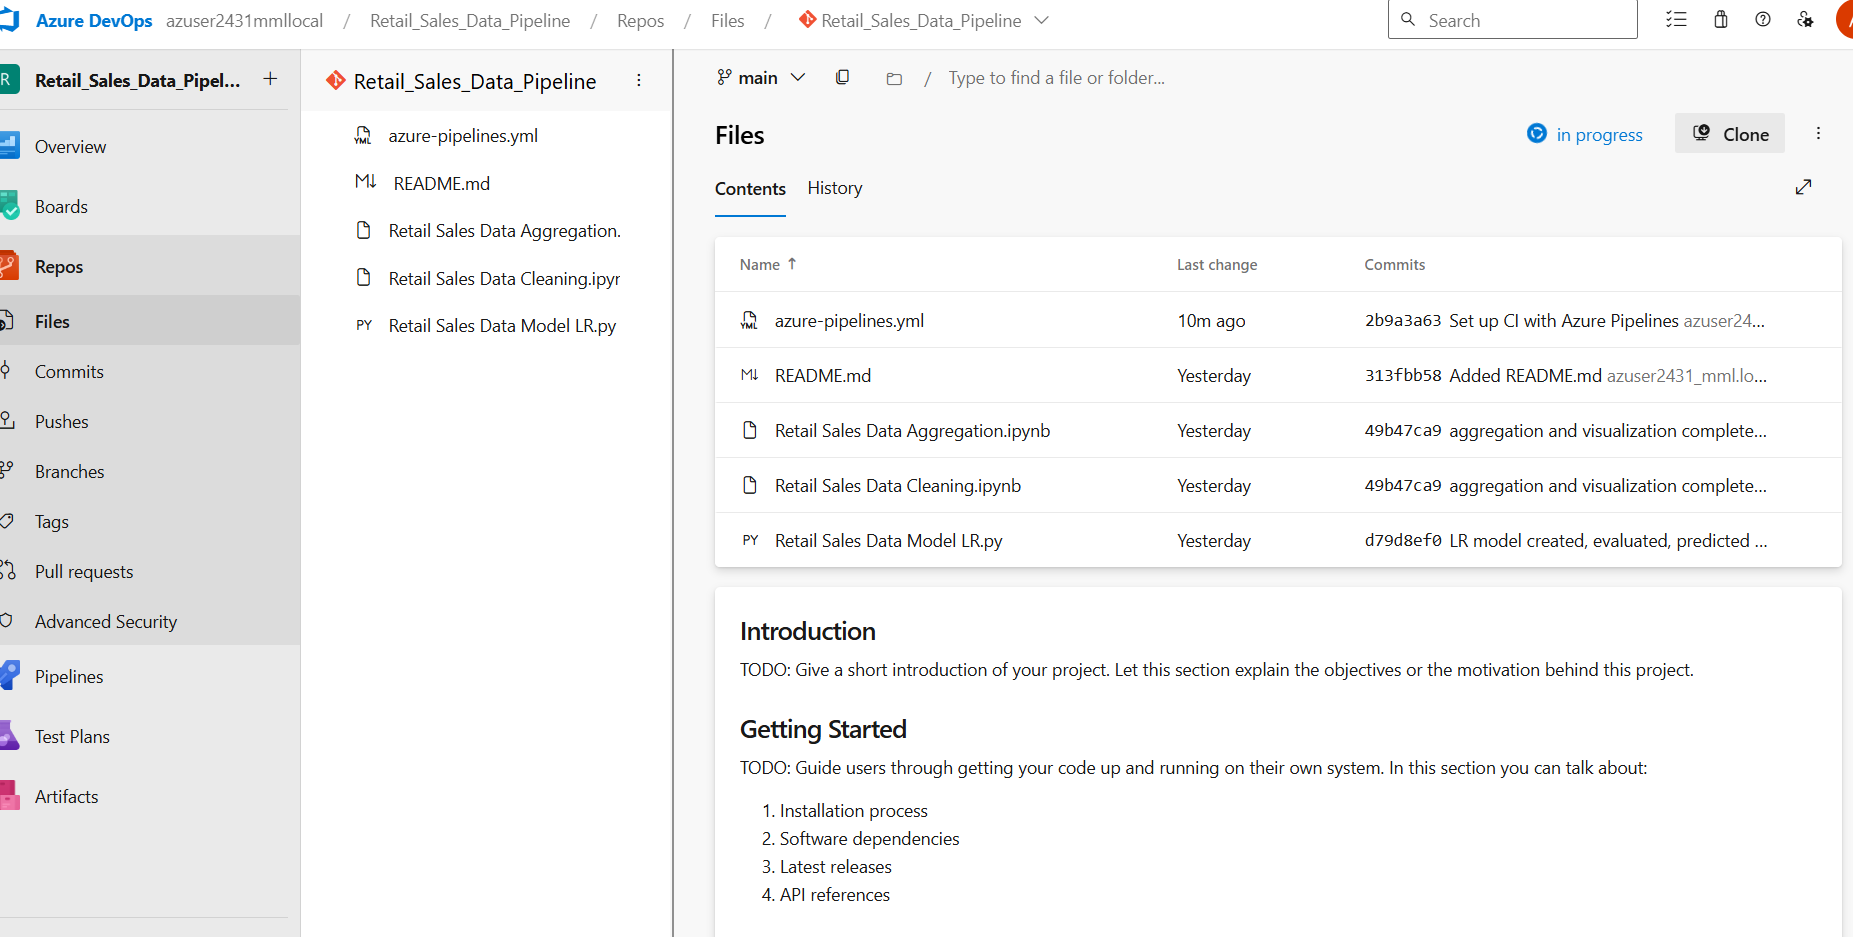 Azure DevOps azuser2431mmllocal / Retail_Sales_Data_Pipeline / Repos / Files / Retail_Sales_Data_Pipeline
Search
R Retail_Sales_Data_Pipel... +
Overview
Boards
Repos
Files
Commits
Pushes
Branches
Tags
Pull requests
Advanced Security
Pipelines
Test Plans
Artifacts
Retail_Sales_Data_Pipeline
YML azure-pipelines.yml
M↓ README.md
Retail Sales Data Aggregation.
Retail Sales Data Cleaning.ipyr
PY Retail Sales Data Model LR.py
main / Type to find a file or folder...
Files
in progress
Clone
Contents History
Name ↑ Last change Commits
YML azure-pipelines.yml 10m ago 2b9a3a63 Set up CI with Azure Pipelines azuser24...
M↓ README.md Yesterday 313fbb58 Added README.md azuser2431_mml.lo...
Retail Sales Data Aggregation.ipynb Yesterday 49b47ca9 aggregation and visualization complete...
Retail Sales Data Cleaning.ipynb Yesterday 49b47ca9 aggregation and visualization complete...
PY Retail Sales Data Model LR.py Yesterday d79d8ef0 LR model created, evaluated, predicted ...
Introduction
TODO: Give a short introduction of your project. Let this section explain the objectives or the motivation behind this project.
Getting Started
TODO: Guide users through getting your code up and running on their own system. In this section you can talk about:
1. Installation process
2. Software dependencies
3. Latest releases
4. API references